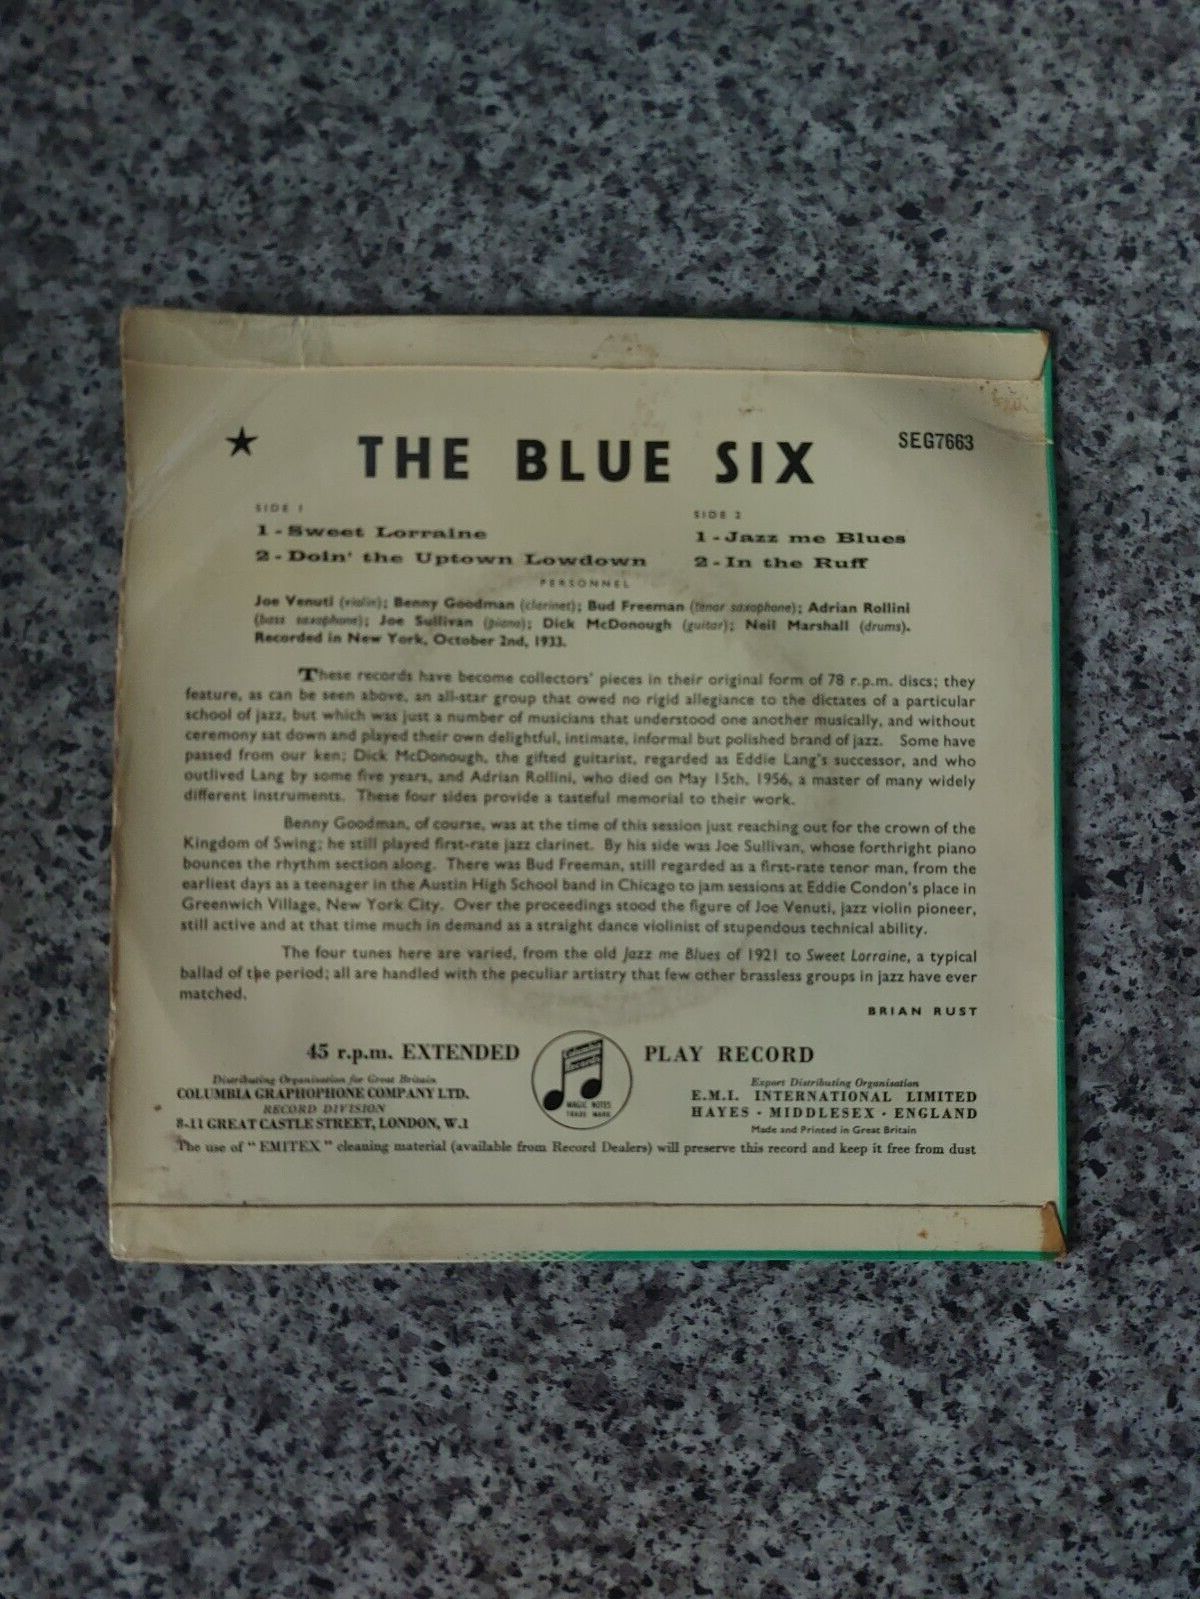 ★ THE BLUE SIX SEG7663
SIDE 1
1 - Sweet Lorraine
2 - Doin' the Uptown Lowdown
SIDE 2
1 - Jazz me Blues
2 - In the Ruff
PERSONNEL
Joe Venuti (violin); Benny Goodman (clarinet); Bud Freeman (tenor saxophone); Adrian Rollini
(bass saxophone); Joe Sullivan (piano); Dick McDonough (guitar); Neil Marshall (drums).
Recorded in New York, October 2nd, 1933.
These records have become collectors' pieces in their original form of 78 r.p.m. discs; they
feature, as can be seen above, an all-star group that owed no rigid allegiance to the dictates of a particular
school of jazz, but which was just a number of musicians that understood one another musically, and without
ceremony sat down and played their own delightful, intimate, informal but polished brand of jazz. Some have
passed from our ken; Dick McDonough, the gifted guitarist, regarded as Eddie Lang's successor, and who
outlived Lang by some five years, and Adrian Rollini, who died on May 15th, 1956, a master of many widely
different instruments. These four sides provide a tasteful memorial to their work.
Benny Goodman, of course, was at the time of this session just reaching out for the crown of the
Kingdom of Swing; he still played first-rate jazz clarinet. By his side was Joe Sullivan, whose forthright piano
bounces the rhythm section along. There was Bud Freeman, still regarded as a first-rate tenor man, from the
earliest days as a teenager in the Austin High School band in Chicago to jam sessions at Eddie Condon's place in
Greenwich Village, New York City. Over the proceedings stood the figure of Joe Venuti, jazz violin pioneer,
still active and at that time much in demand as a straight dance violinist of stupendous technical ability.
The four tunes here are varied, from the old Jazz me Blues of 1921 to Sweet Lorraine, a typical
ballad of the period; all are handled with the peculiar artistry that few other brassless groups in jazz have ever
matched.
BRIAN RUST
45 r.p.m. EXTENDED PLAY RECORD
Columbia Records
MAGIC NOTES
TRADE MARK
Distributing Organisation for Great Britain
COLUMBIA GRAPHOPHONE COMPANY LTD.
RECORD DIVISION
8-11 GREAT CASTLE STREET, LONDON, W.1
Export Distributing Organisation
E.M.I. INTERNATIONAL LIMITED
HAYES · MIDDLESEX · ENGLAND
Made and Printed in Great Britain
The use of "EMITEX" cleaning material (available from Record Dealers) will preserve this record and keep it free from dust